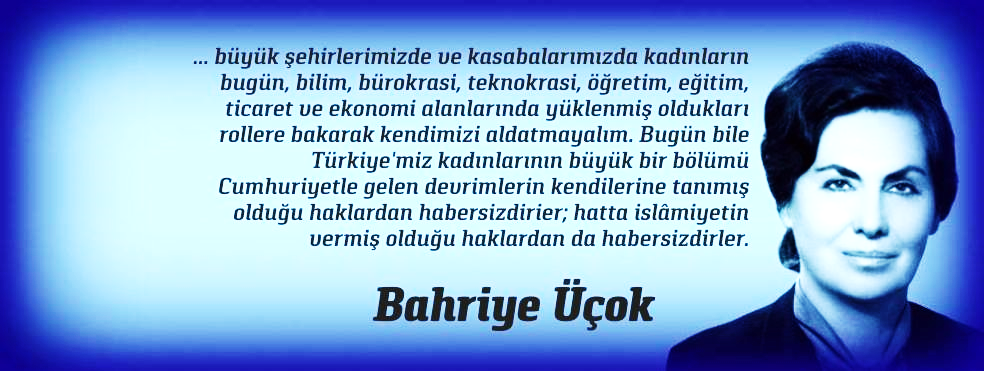 ... büyük şehirlerimizde ve kasabalarımızda kadınların
bugün, bilim, bürokrasi, teknokrasi, öğretim, eğitim,
ticaret ve ekonomi alanlarında yüklenmiş oldukları
rollere bakarak kendimizi aldatmayalım. Bugün bile
Türkiye'miz kadınlarının büyük bir bölümü
Cumhuriyetle gelen devrimlerin kendilerine tanımış
olduğu haklardan habersizdirier; hatta islâmiyetin
vermiş olduğu haklardan da habersizdirler.
Bahriye Üçok